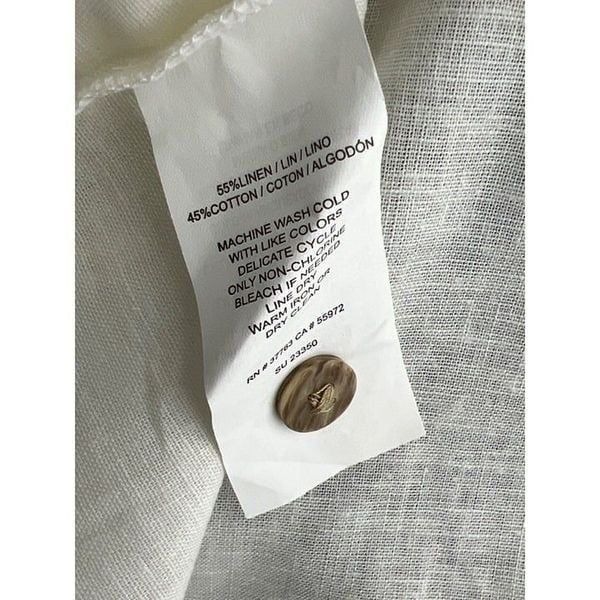 55%LINEN / LIN / LINO
45%COTTON / COTON / ALGODÓN
MACHINE WASH COLD
WITH LIKE COLORS
DELICATE CYCLE
ONLY NON-CHLORINE
BLEACH IF NEEDED
LINE DRY
WARM IRON OR
DRY CLEAN
RN # 37763 CA # 55972
SU 23350